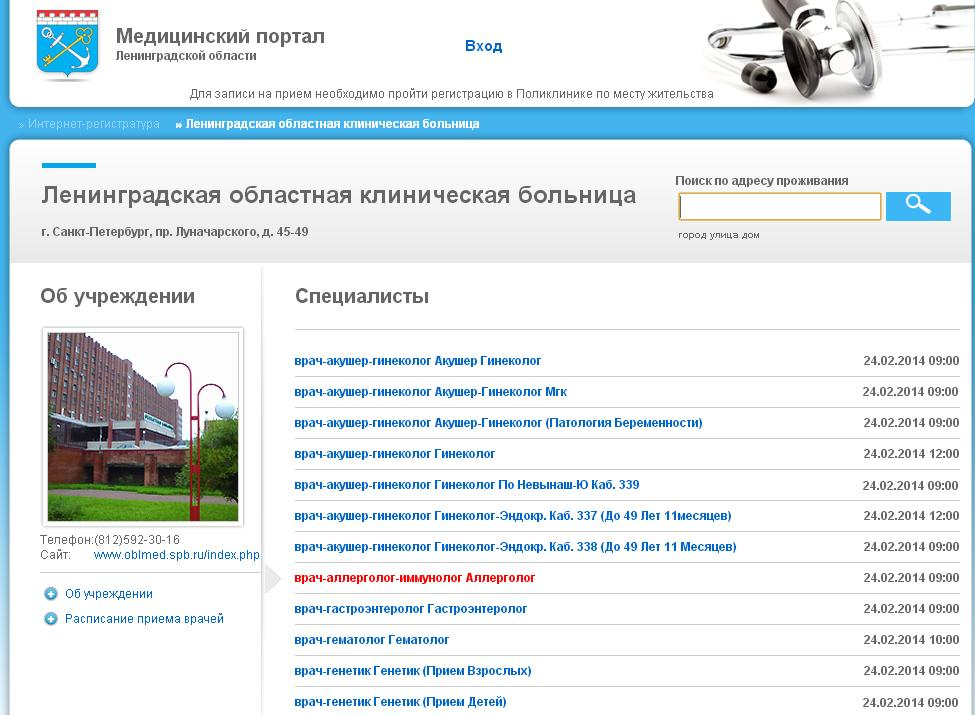 Медицинский портал
Ленинградской области
Вход
Для записи на прием необходимо пройти регистрацию в Поликлинике по месту жительства
» Интернет-регистратура » Ленинградская областная клиническая больница
Ленинградская областная клиническая больница
г. Санкт-Петербург, пр. Луначарского, д. 45-49
Поиск по адресу проживания
город улица дом
Об учреждении
Телефон:(812)592-30-16
Сайт: www.oblmed.spb.ru/index.php
Об учреждении
Расписание приема врачей
Специалисты
врач-акушер-гинеколог Акушер Гинеколог 24.02.2014 09:00
врач-акушер-гинеколог Акушер-Гинеколог Мгк 24.02.2014 09:00
врач-акушер-гинеколог Акушер-Гинеколог (Патология Беременности) 24.02.2014 09:00
врач-акушер-гинеколог Гинеколог 24.02.2014 12:00
врач-акушер-гинеколог Гинеколог По Невынаш-Ю Каб. 339 24.02.2014 09:00
врач-акушер-гинеколог Гинеколог-Эндокр. Каб. 337 (До 49 Лет 11месяцев) 24.02.2014 12:00
врач-акушер-гинеколог Гинеколог-Эндокр. Каб. 338 (До 49 Лет 11 Месяцев) 24.02.2014 09:00
врач-аллерголог-иммунолог Аллерголог 24.02.2014 09:00
врач-гастроэнтеролог Гастроэнтеролог 24.02.2014 09:00
врач-гематолог Гематолог 24.02.2014 10:00
врач-генетик Генетик (Прием Взрослых) 24.02.2014 09:00
врач-генетик Генетик (Прием Детей) 24.02.2014 09:00